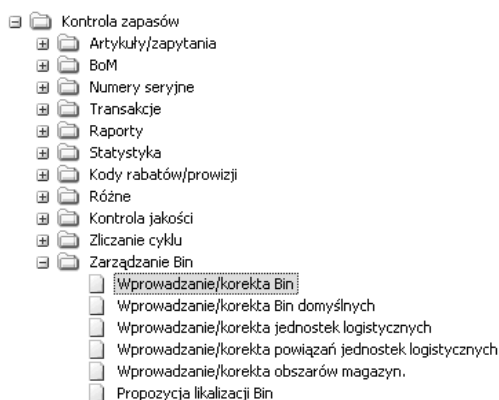 Kontrola zapasów
Artykuły/zapytania
BoM
Numery seryjne
Transakcje
Raporty
Statystyka
Kody rabatów/prowizji
Różne
Kontrola jakości
Zliczanie cyklu
Zarządzanie Bin
Wprowadzanie/korekta Bin
Wprowadzanie/korekta Bin domyślnych
Wprowadzanie/korekta jednostek logistycznych
Wprowadzanie/korekta powiązań jednostek logistycznych
Wprowadzanie/korekta obszarów magazyn.
Propozycja likalizacji Bin